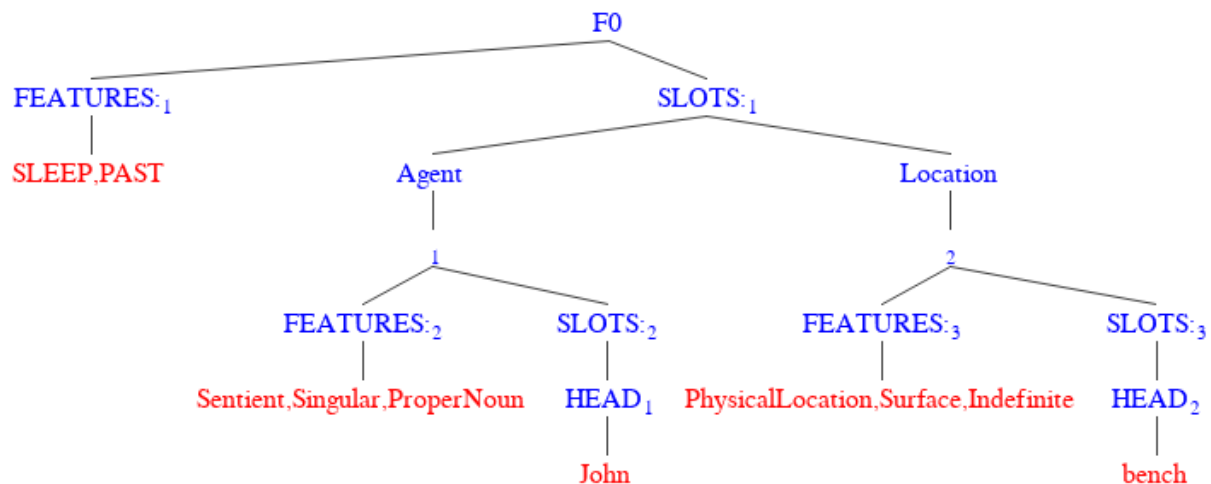 F0
FEATURES:1 SLOTS:1
SLEEP,PAST Agent Location
1 2
FEATURES:2 SLOTS:2 FEATURES:3 SLOTS:3
Sentient,Singular,ProperNoun HEAD1 PhysicalLocation,Surface,Indefinite HEAD2
John bench